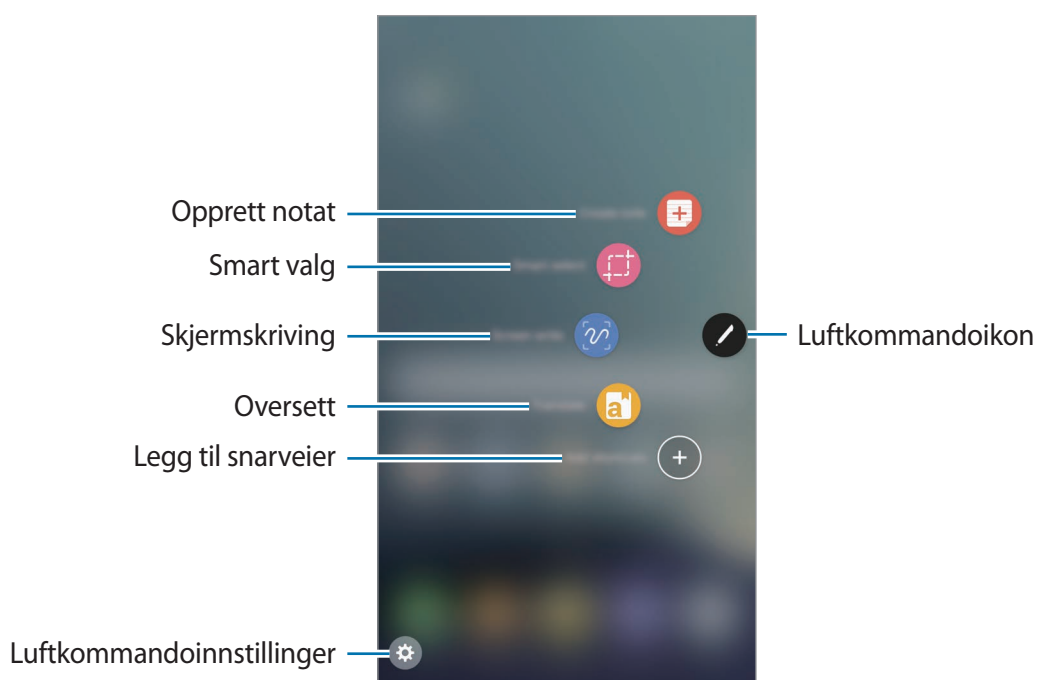 Opprett notat
Smart valg
Skjermskriving
Luftkommandoikon
Oversett
a
Legg til snarveier
Luftkommandoinnstillinger